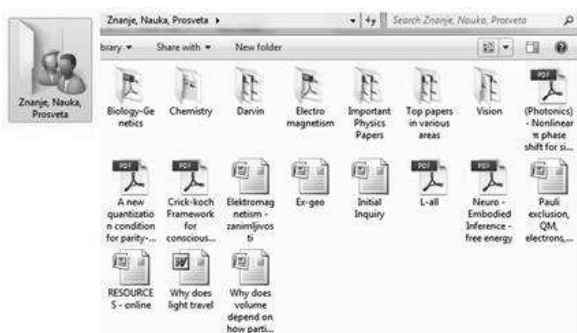 Znanje, Nauka,
Prosveta
Znanje, Nauka, Prosveta
Search Znanje, Nauka, Prosveta
brary
Share with
New folder
Biology-Ge
netics
Chemistry
Darvin
Electro
magnetism
Important
Physics
Papers
Top papers
in various
areas
Vision
(Photonics)
- Nonlinear
π phase
shift for si...
A new
quantizatio
n condition
for parity-...
Crick-koch
Framework
for
conscious...
Elektromag
netism -
zanimljivos
ti
Ex-geo
Initial
Inquiry
L-all
Neuro -
Embodied
Inference -
free energy
Pauli
exclusion,
QM,
electrons,...
RESOURCE
S - online
Why does
light travel
Why does
volume
depend on
how parti...